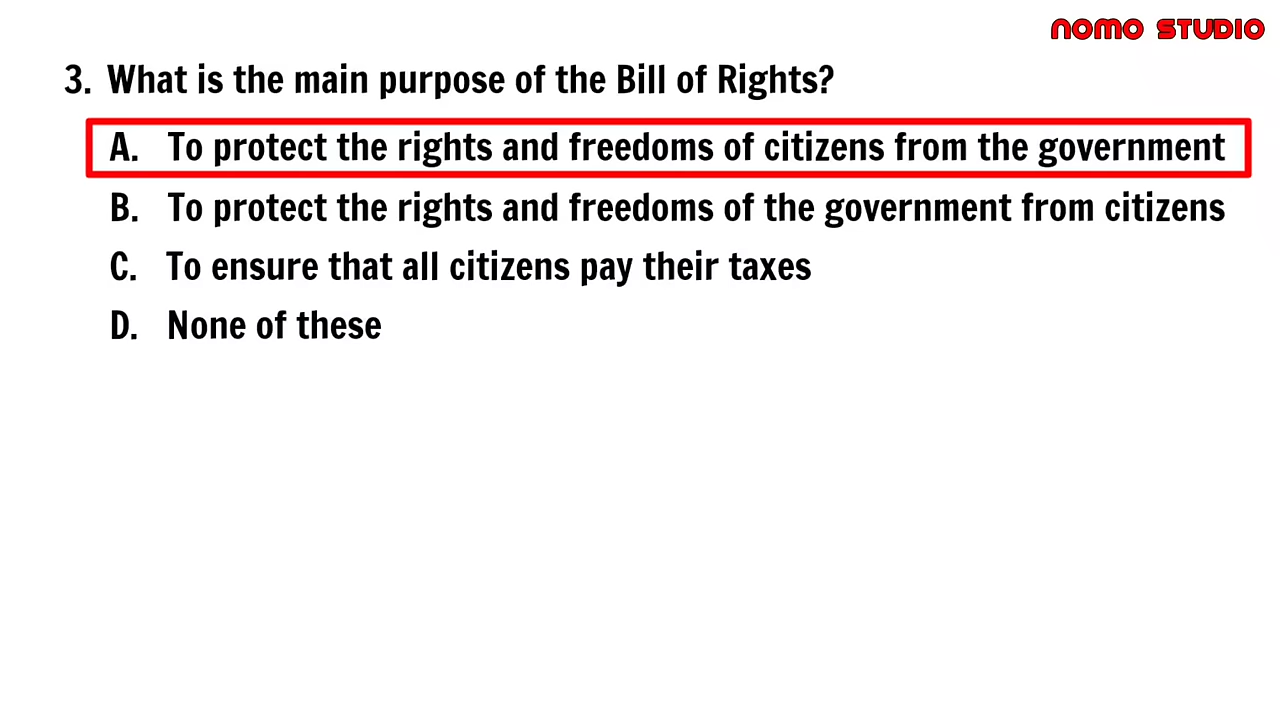 NOMO STUDIO
3. What is the main purpose of the Bill of Rights?
A. To protect the rights and freedoms of citizens from the government
B. To protect the rights and freedoms of the government from citizens
C. To ensure that all citizens pay their taxes
D. None of these